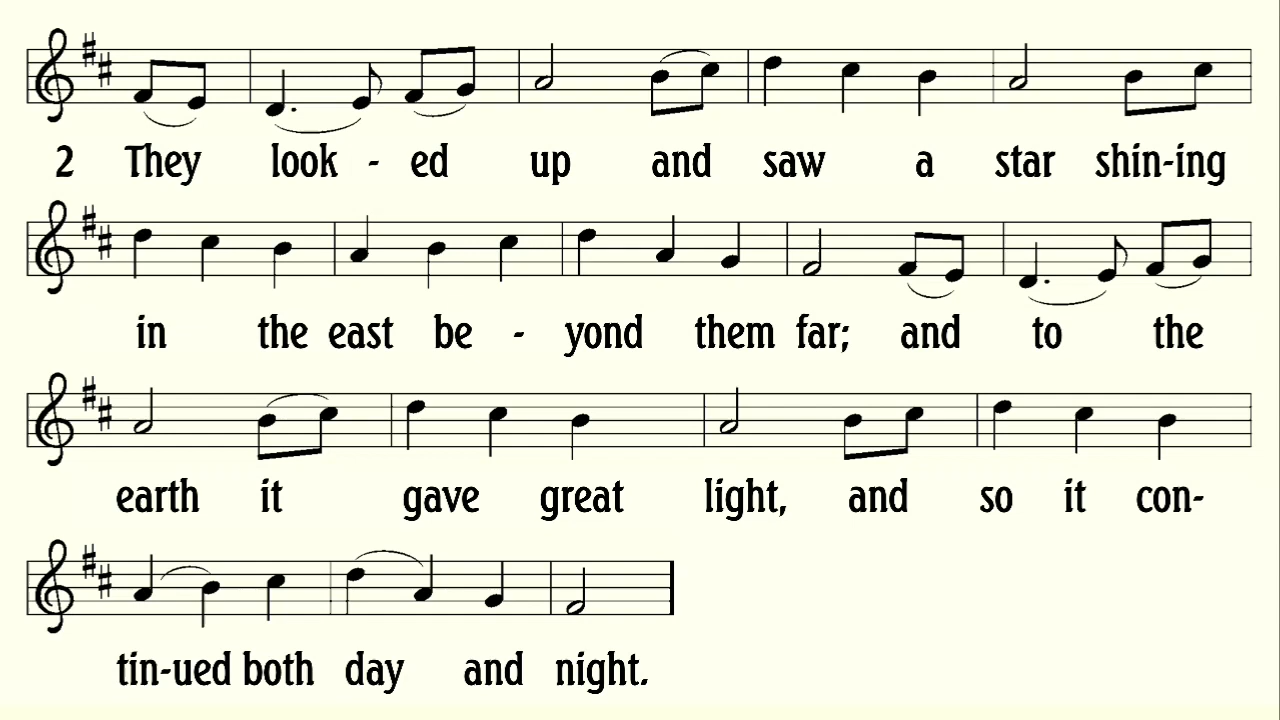 2 They look - ed up and saw a star shin-ing
in the east be - yond them far; and to the
earth it gave great light, and so it con-
tin-ued both day and night.